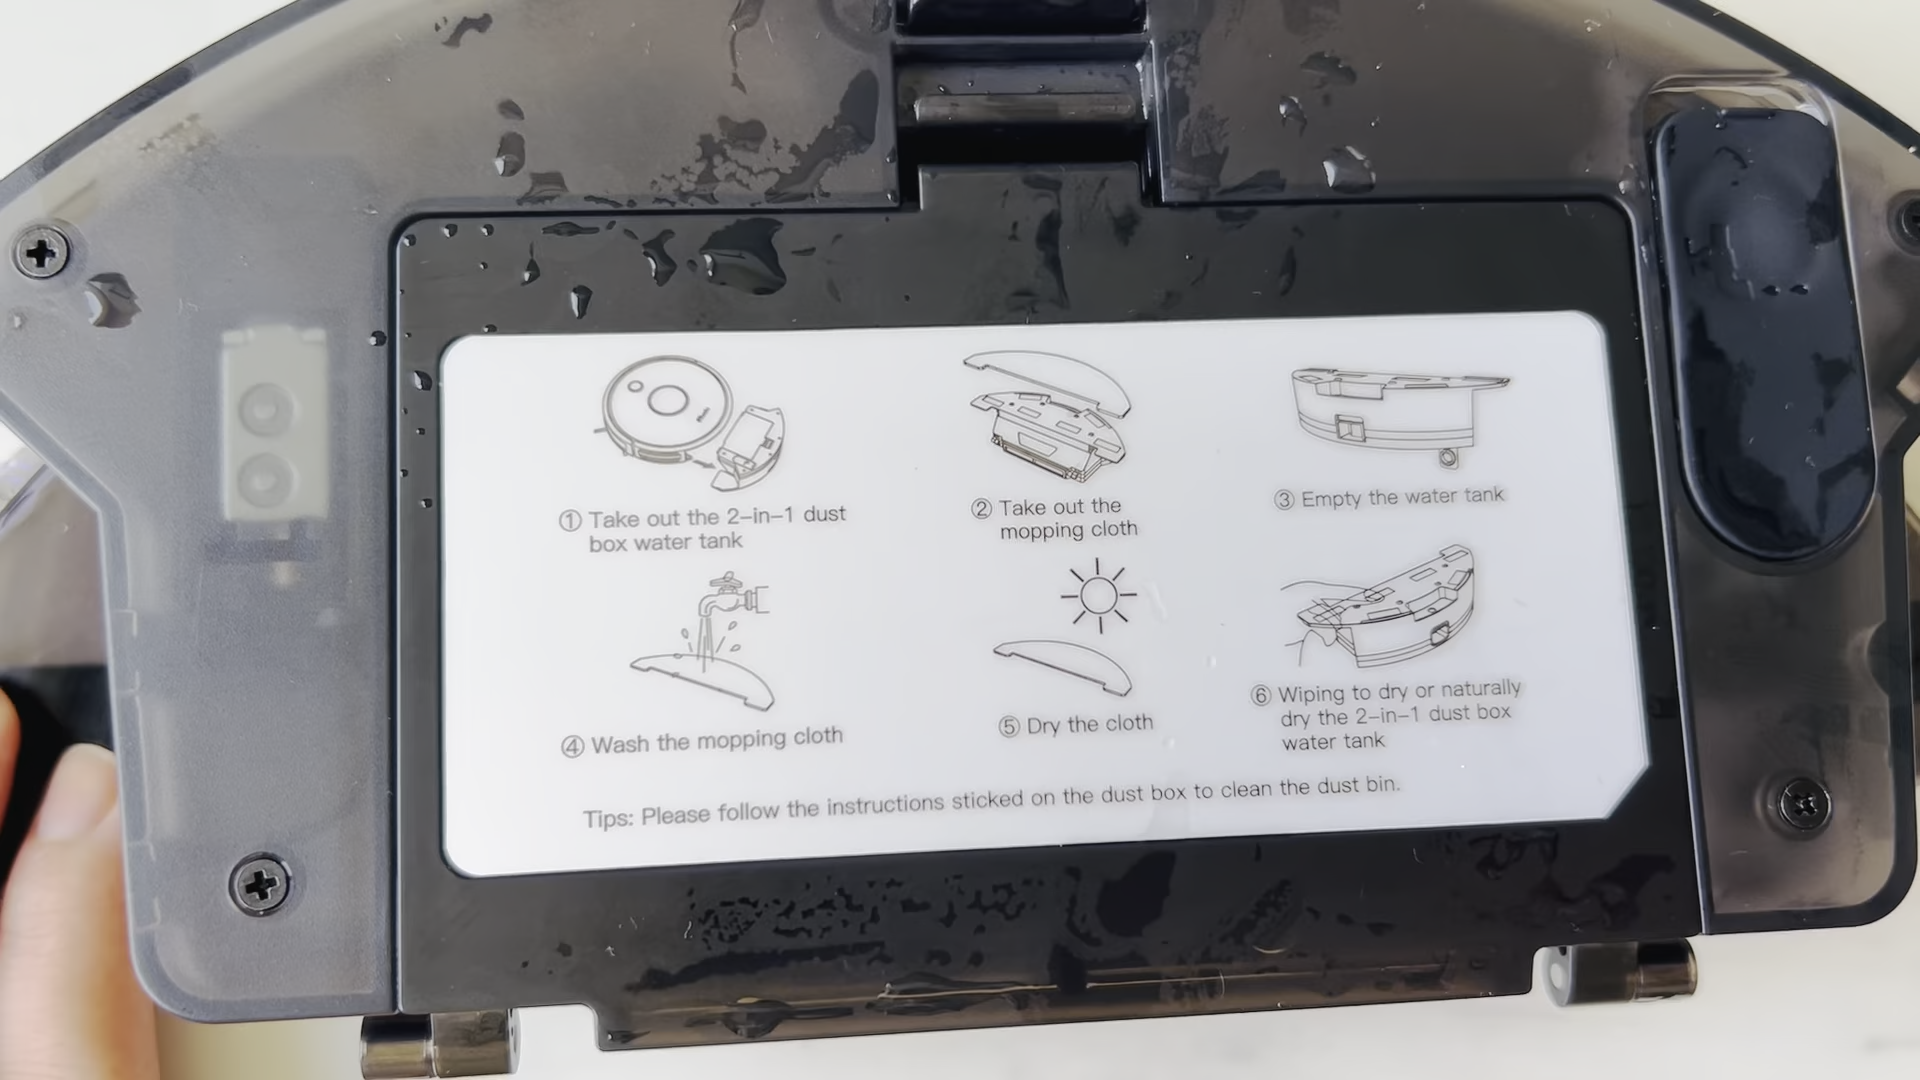 ① Take out the 2-in-1 dust
box water tank
② Take out the
mopping cloth
③ Empty the water tank
④ Wash the mopping cloth
⑤ Dry the cloth
⑥ Wiping to dry or naturally
dry the 2-in-1 dust box
water tank
Tips: Please follow the instructions sticked on the dust box to clean the dust bin.